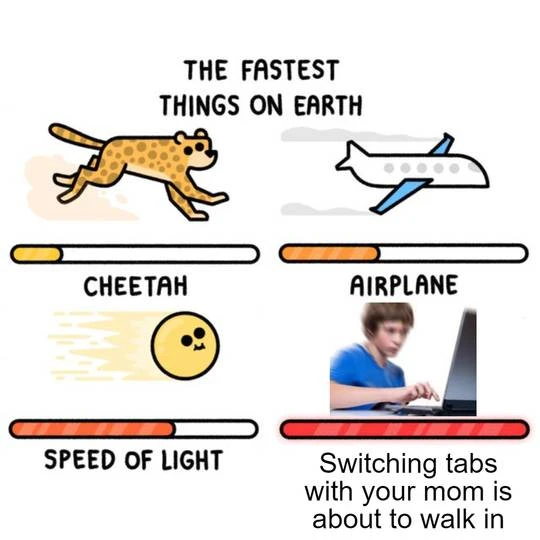 THE FASTEST
THINGS ON EARTH
CHEETAH
AIRPLANE
SPEED OF LIGHT
Switching tabs
with your mom is
about to walk in